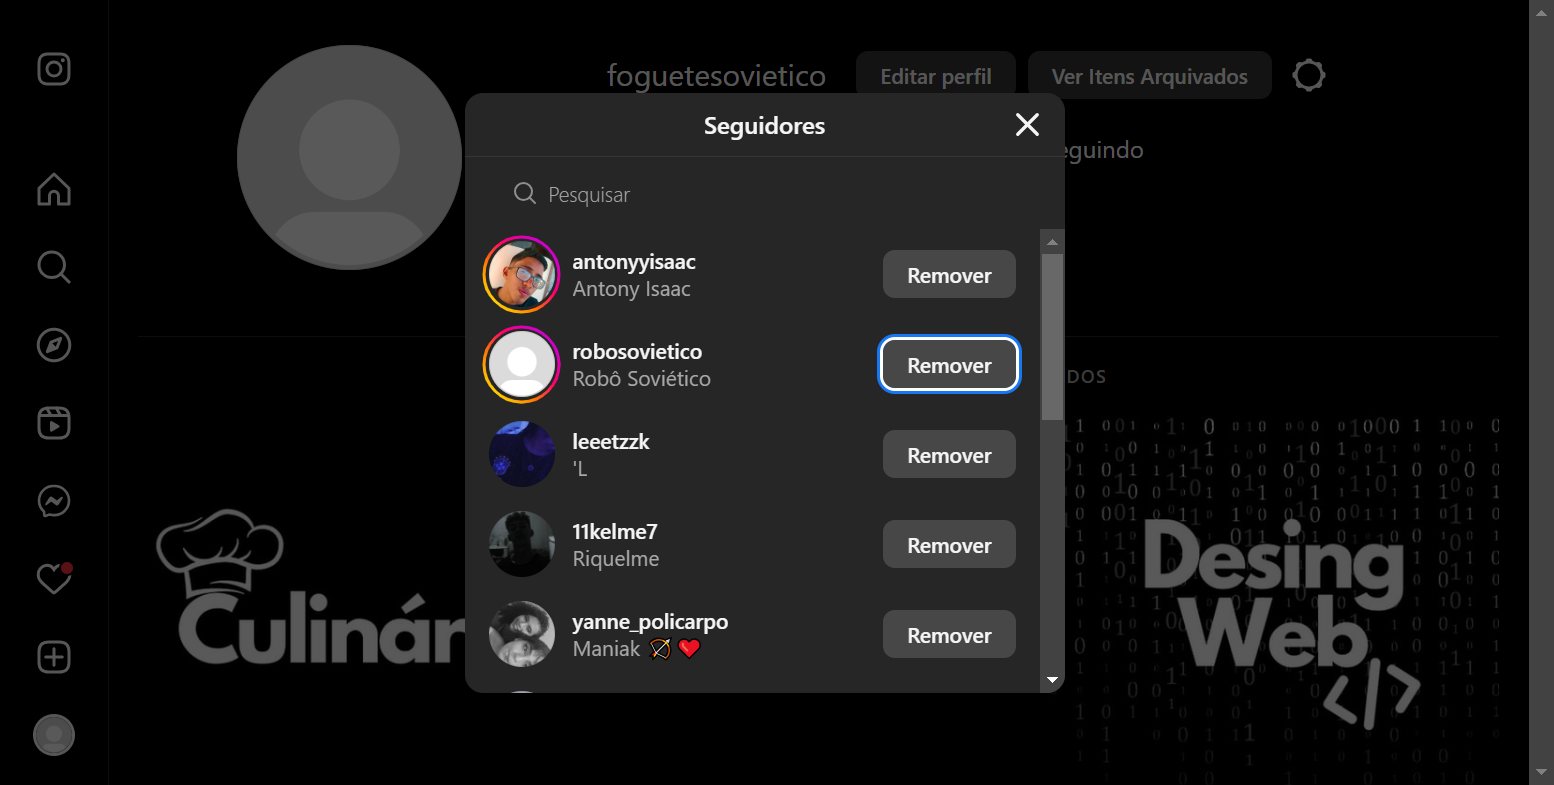 foguetesovietico
Editar perfil
Ver Itens Arquivados
Seguidores
eguindo
Pesquisar
antonyyisaac
Antony Isaac
Remover
robosovietico
Robô Soviético
Remover
DOS
leeetzzk
'L
Remover
11kelme7
Riquelme
Remover
yanne_policarpo
Maniak 🏹 ❤️
Remover
Culinár
Desing
Web
</>